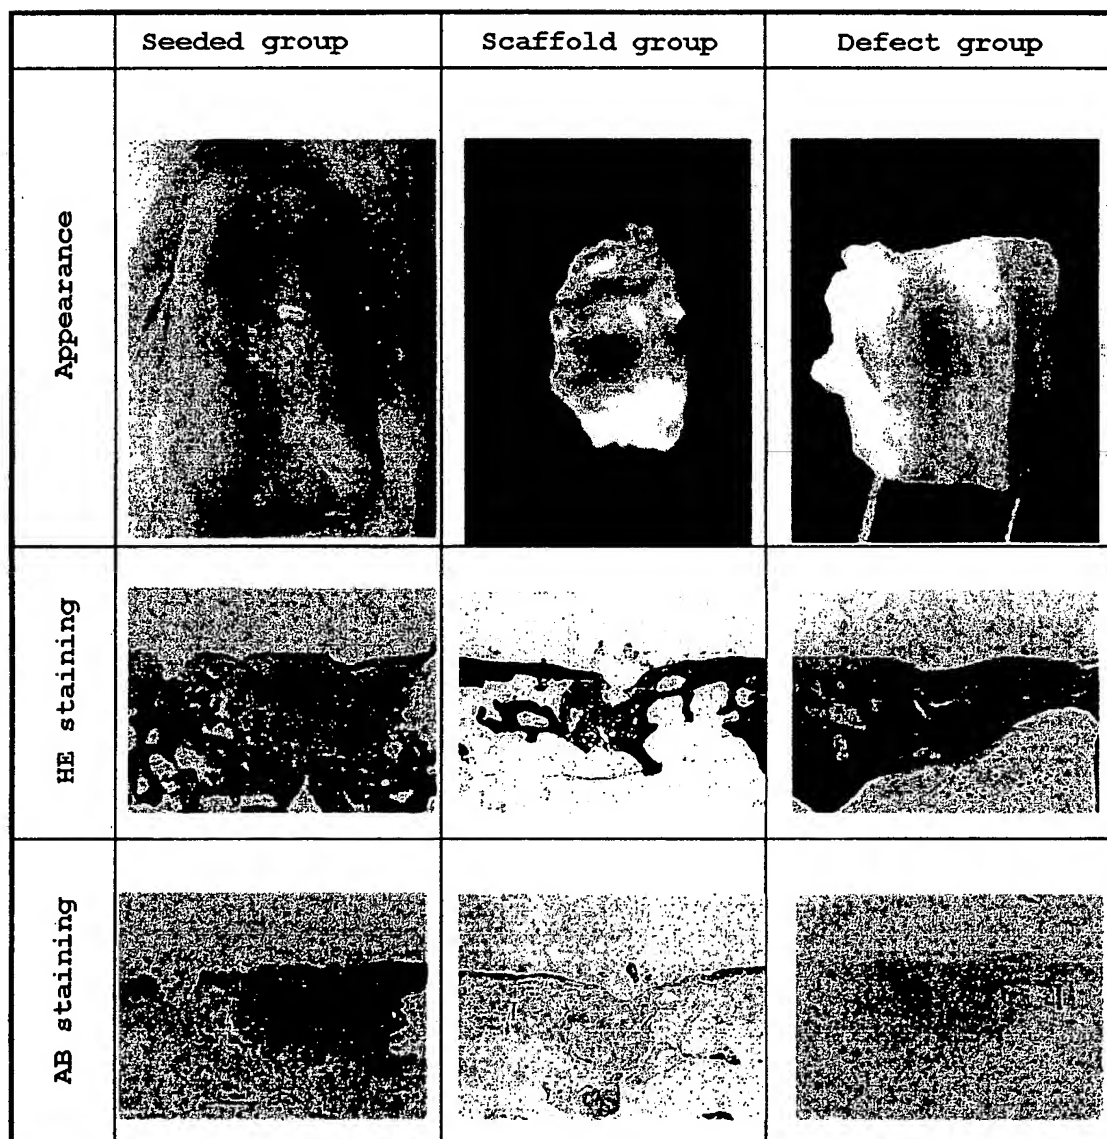 Seeded group
Scaffold group
Defect group
Appearance
HE staining
AB staining